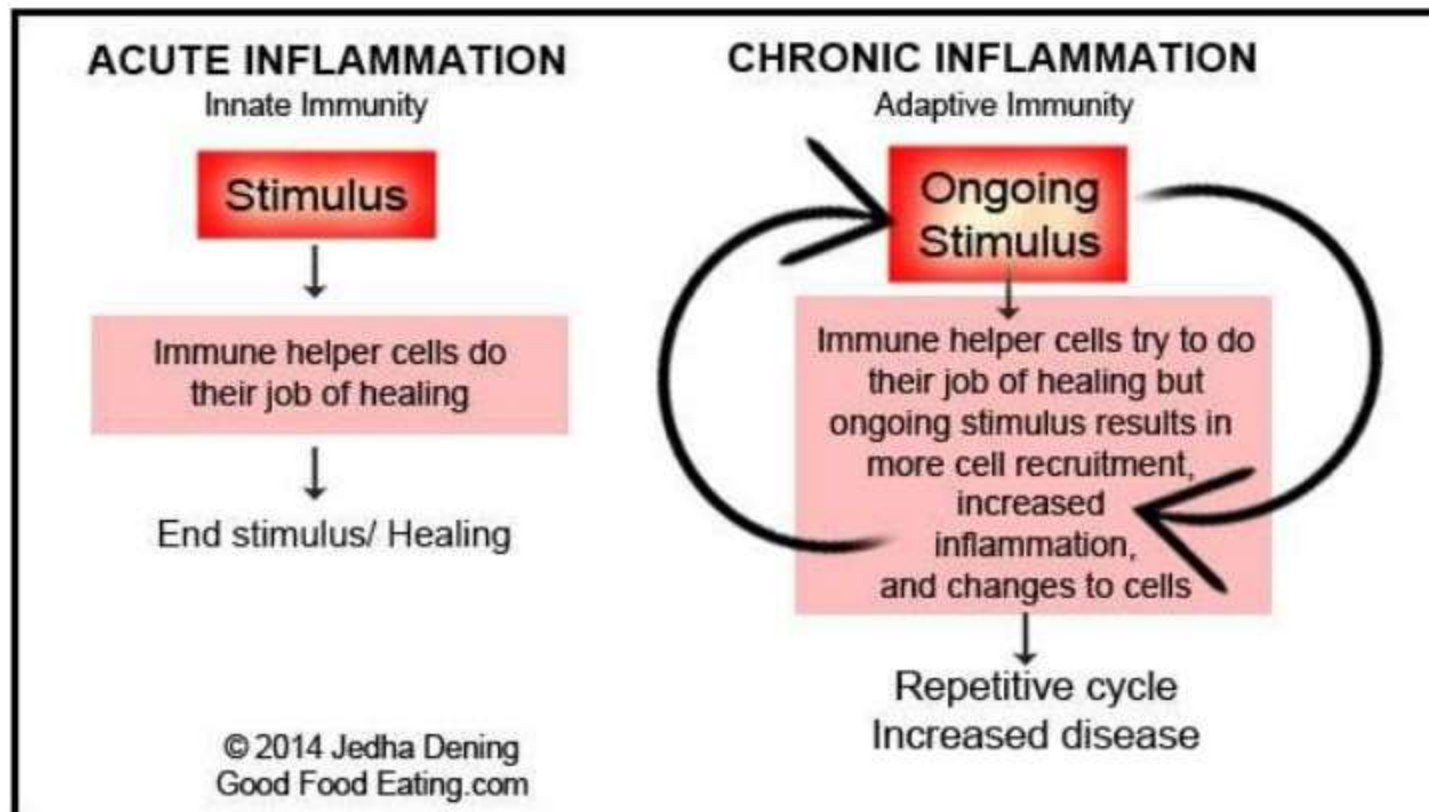 ACUTE INFLAMMATION
Innate Immunity
Stimulus
Immune helper cells do
their job of healing
End stimulus/ Healing
CHRONIC INFLAMMATION
Adaptive Immunity
Ongoing
Stimulus
Immune helper cells try to do
their job of healing but
ongoing stimulus results in
more cell recruitment,
increased
inflammation,
and changes to cells
Repetitive cycle
Increased disease
© 2014 Jedha Dening
Good Food Eating.com